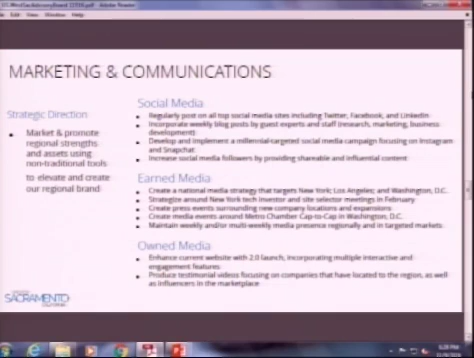 Adobe Reader
Edit View Window Help
MARKETING & COMMUNICATIONS
Strategic Direction:
▪ Market & promote
regional strengths
and assets using
non-traditional tools
to elevate and create
our regional brand
Social Media
▪ Regularly post on all top social media sites including Twitter, Facebook, and LinkedIn
▪ Incorporate weekly blog posts by guest experts and staff (research, marketing, business
development)
▪ Develop and implement a millennial-targeted social media campaign focusing on Instagram
and Snapchat
▪ Increase social media followers by providing shareable and influential content
Earned Media
▪ Create a national media strategy that targets New York; Los Angeles; and Washington, D.C.
▪ Strategize around New York tech investor and site selector meetings in February
▪ Create press events surrounding new company locations and expansions
▪ Create media events around Metro Chamber Cap-to-Cap in Washington, D.C.
▪ Maintain weekly and/or multi-weekly media presence regionally and in targeted markets
Owned Media
▪ Enhance current website with 2.0 launch, incorporating multiple interactive and
engagement features
▪ Produce testimonial videos focusing on companies that have located to the region, as well
as influencers in the marketplace
SACRAMENTO